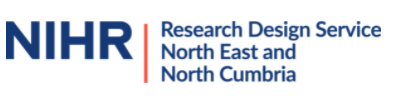 NIHR
Research Design Service
North East and
North Cumbria